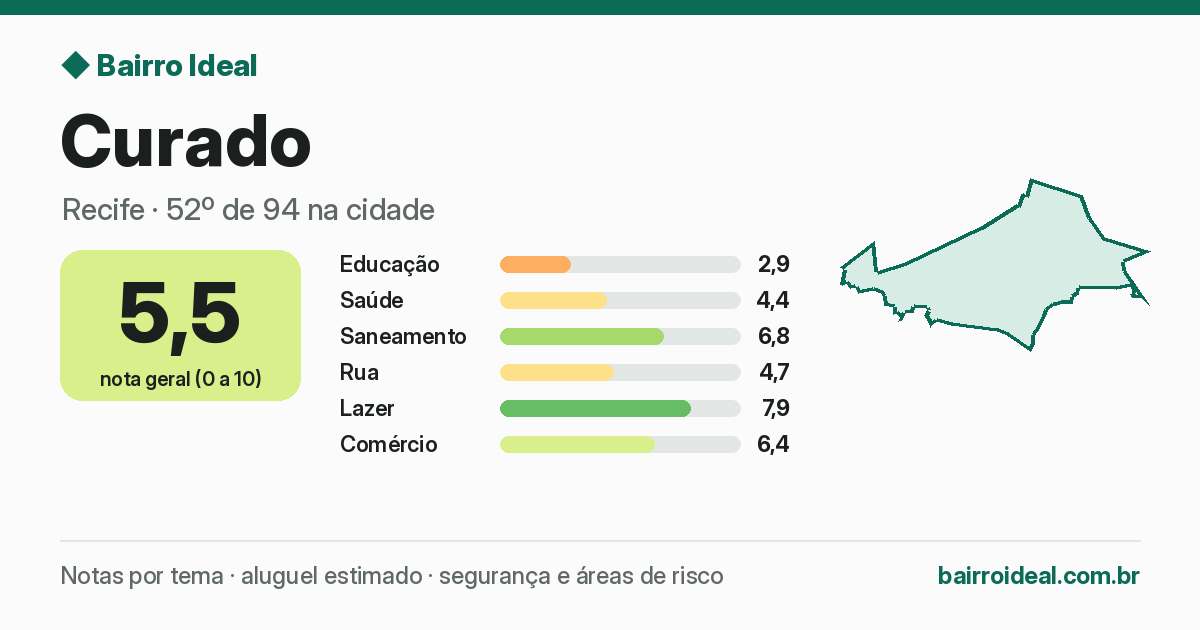 Bairro Ideal
Curado
Recife · 52º de 94 na cidade
5,5
nota geral (0 a 10)
Educação 2,9
Saúde 4,4
Saneamento 6,8
Rua 4,7
Lazer 7,9
Comércio 6,4
Notas por tema · aluguel estimado · segurança e áreas de risco
bairroideal.com.br